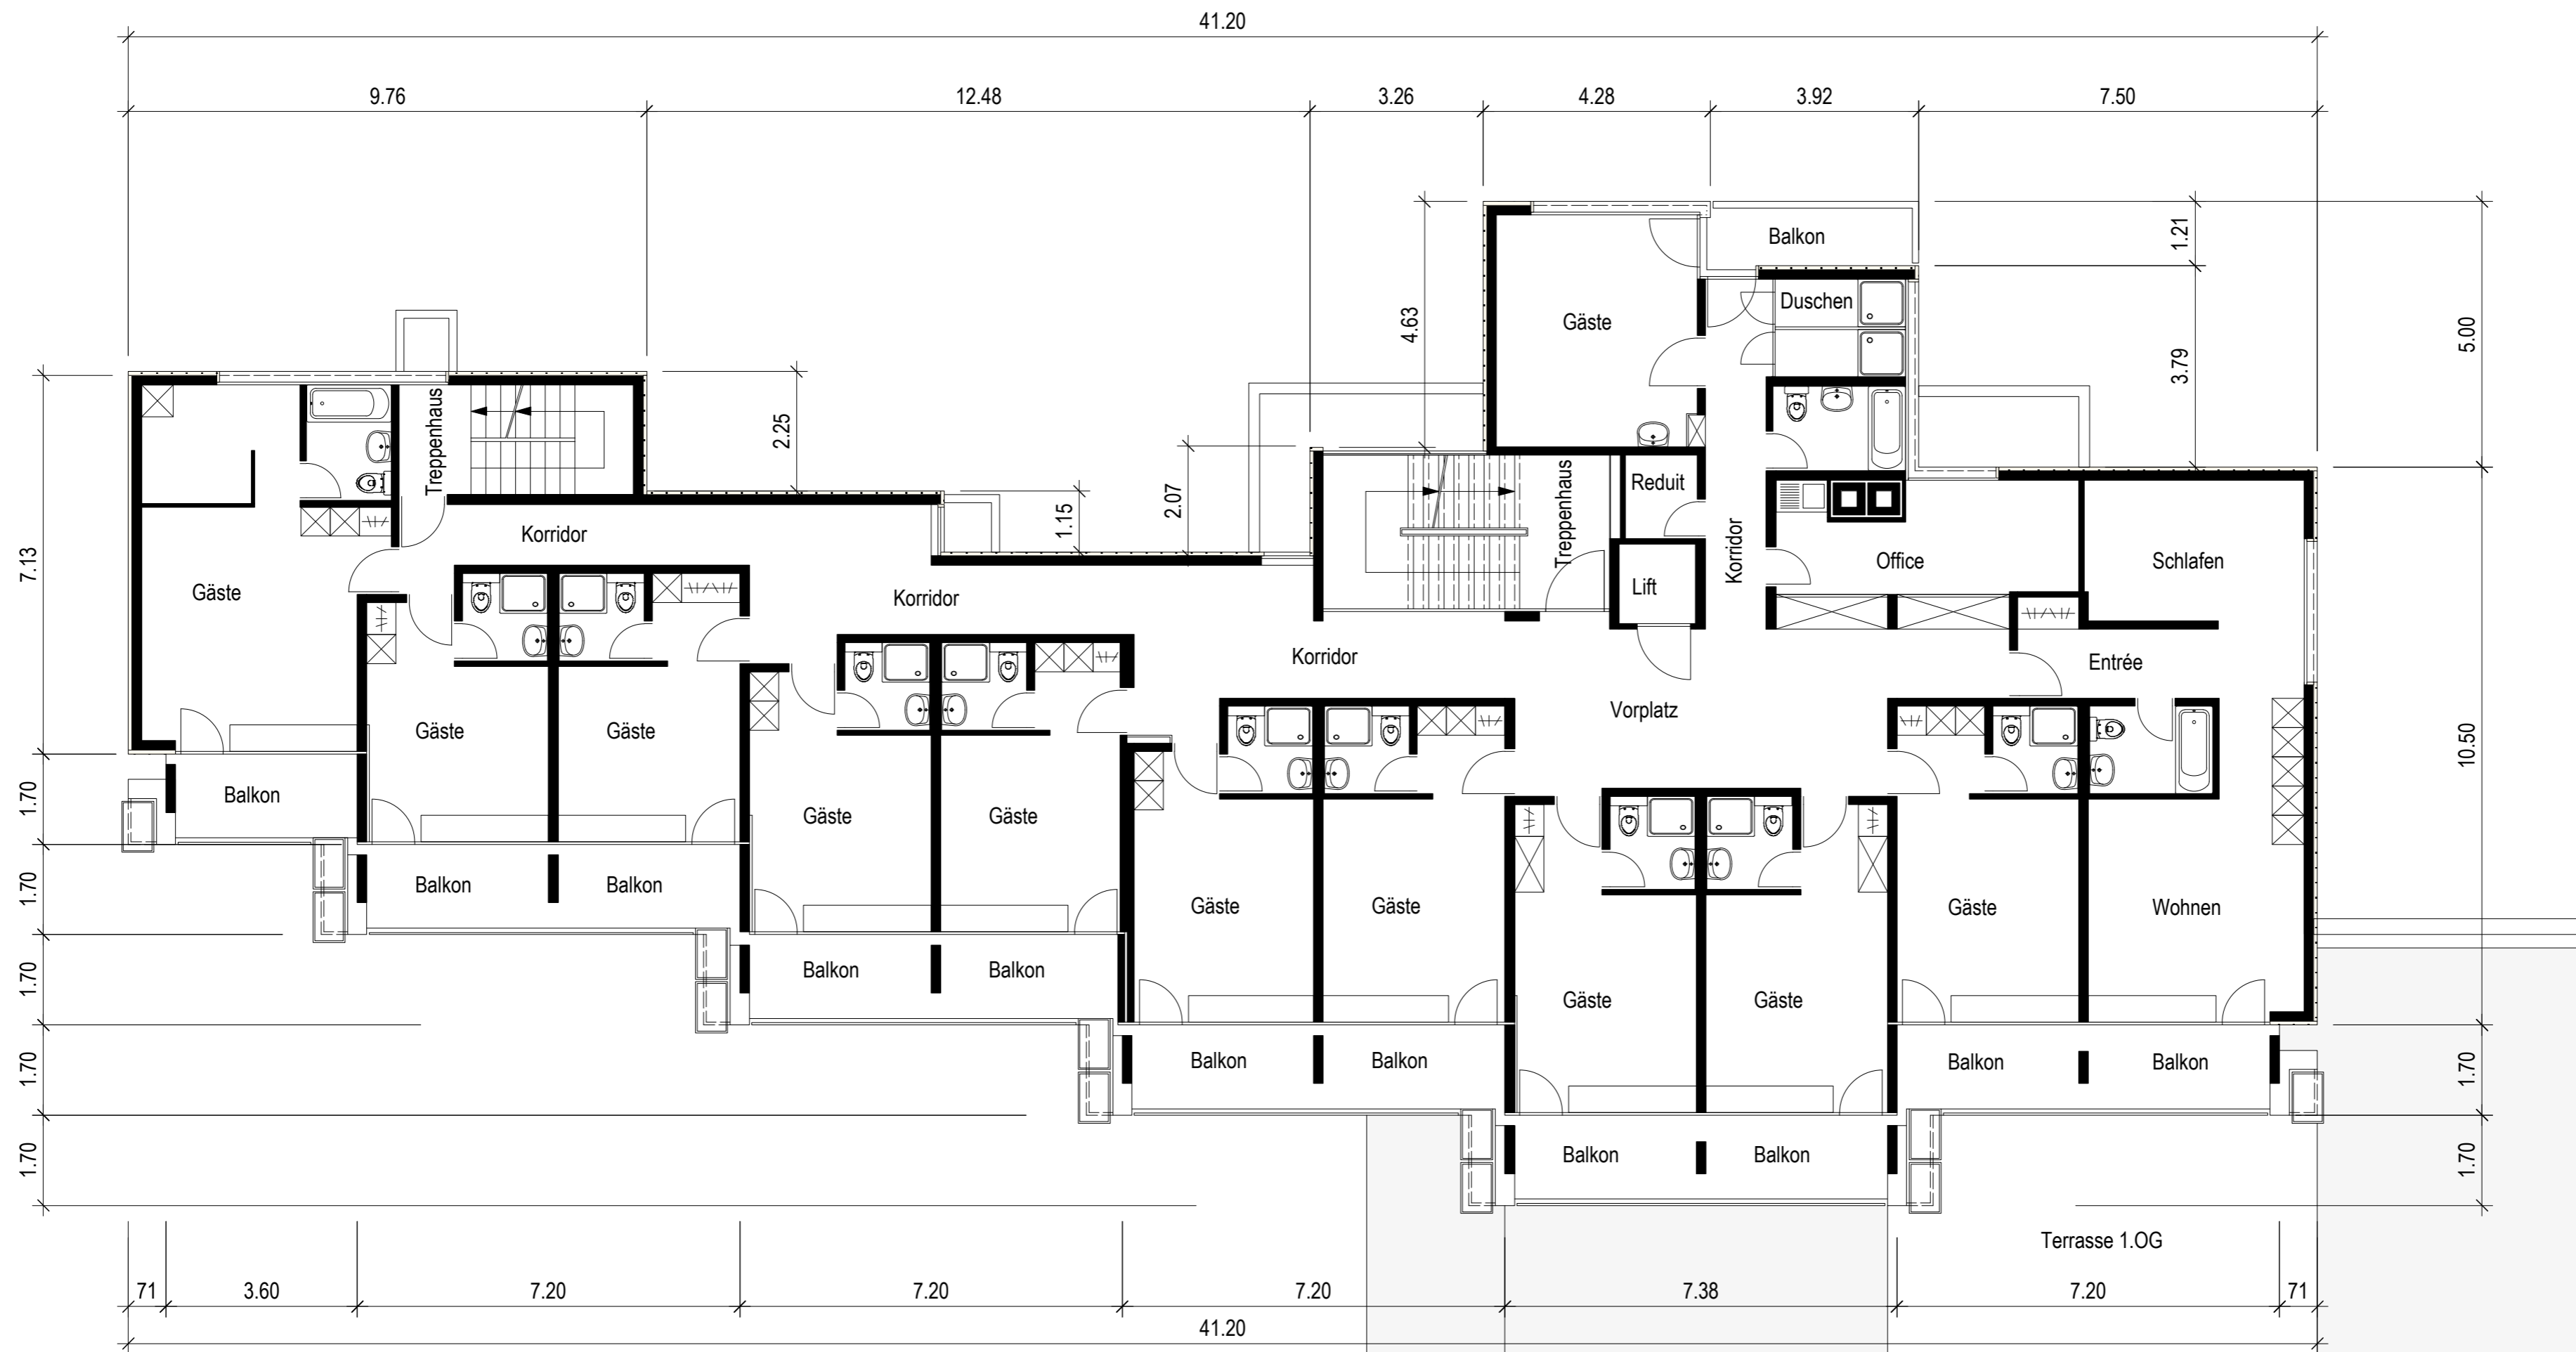 41.20
9.76
12.48
3.26
4.28
3.92
7.50
1.21
Balkon
Duschen
Gäste
4.63
5.00
3.79
Treppenhaus
2.25
Reduit
2.07
1.15
Treppenhaus
Korridor
Korridor
7.13
Office
Schlafen
Lift
Gäste
Korridor
Korridor
Entrée
Vorplatz
Gäste
Gäste
10.50
1.70
Balkon
Gäste
Gäste
Balkon
Balkon
Gäste
Gäste
Gäste
Wohnen
1.70
Balkon
Balkon
Gäste
Gäste
1.70
Balkon
Balkon
Balkon
Balkon
1.70
1.70
Balkon
Balkon
1.70
1.70
Terrasse 1.OG
71
3.60
7.20
7.20
7.20
7.38
7.20
71
41.20